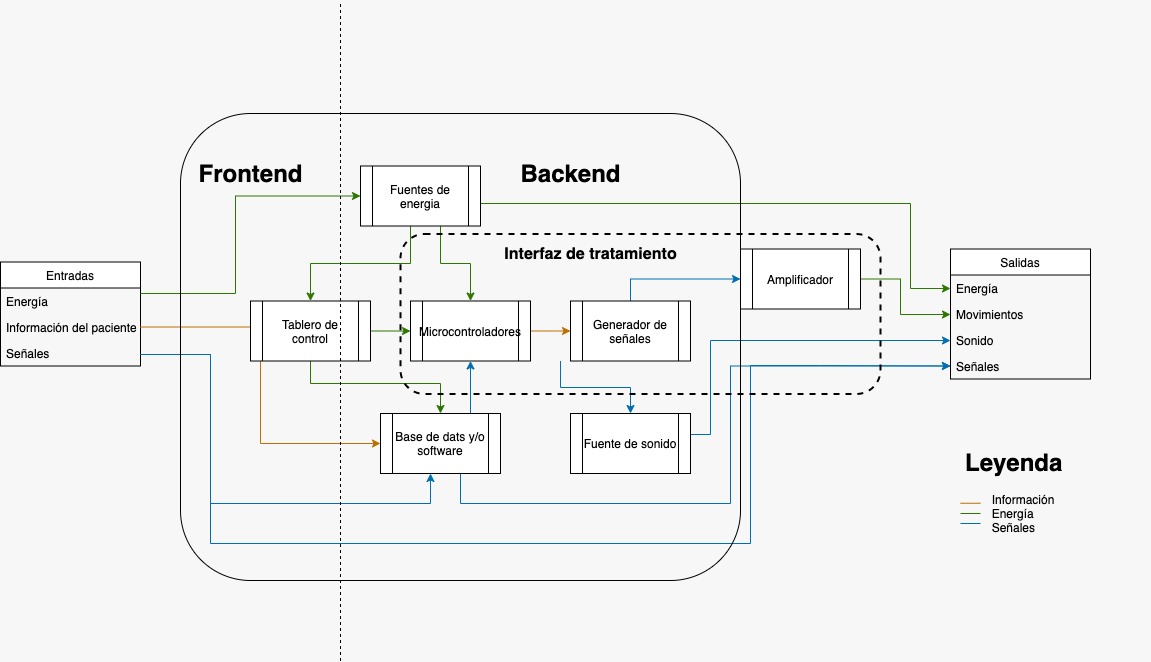 Frontend
Backend
Fuentes de
energia
Interfaz de tratamiento
Entradas
Energía
Información del paciente
Señales
Tablero de
control
Microcontroladores
Generador de
señales
Amplificador
Salidas
Energía
Movimientos
Sonido
Señales
Base de dats y/o
software
Fuente de sonido
Leyenda
Información
Energía
Señales